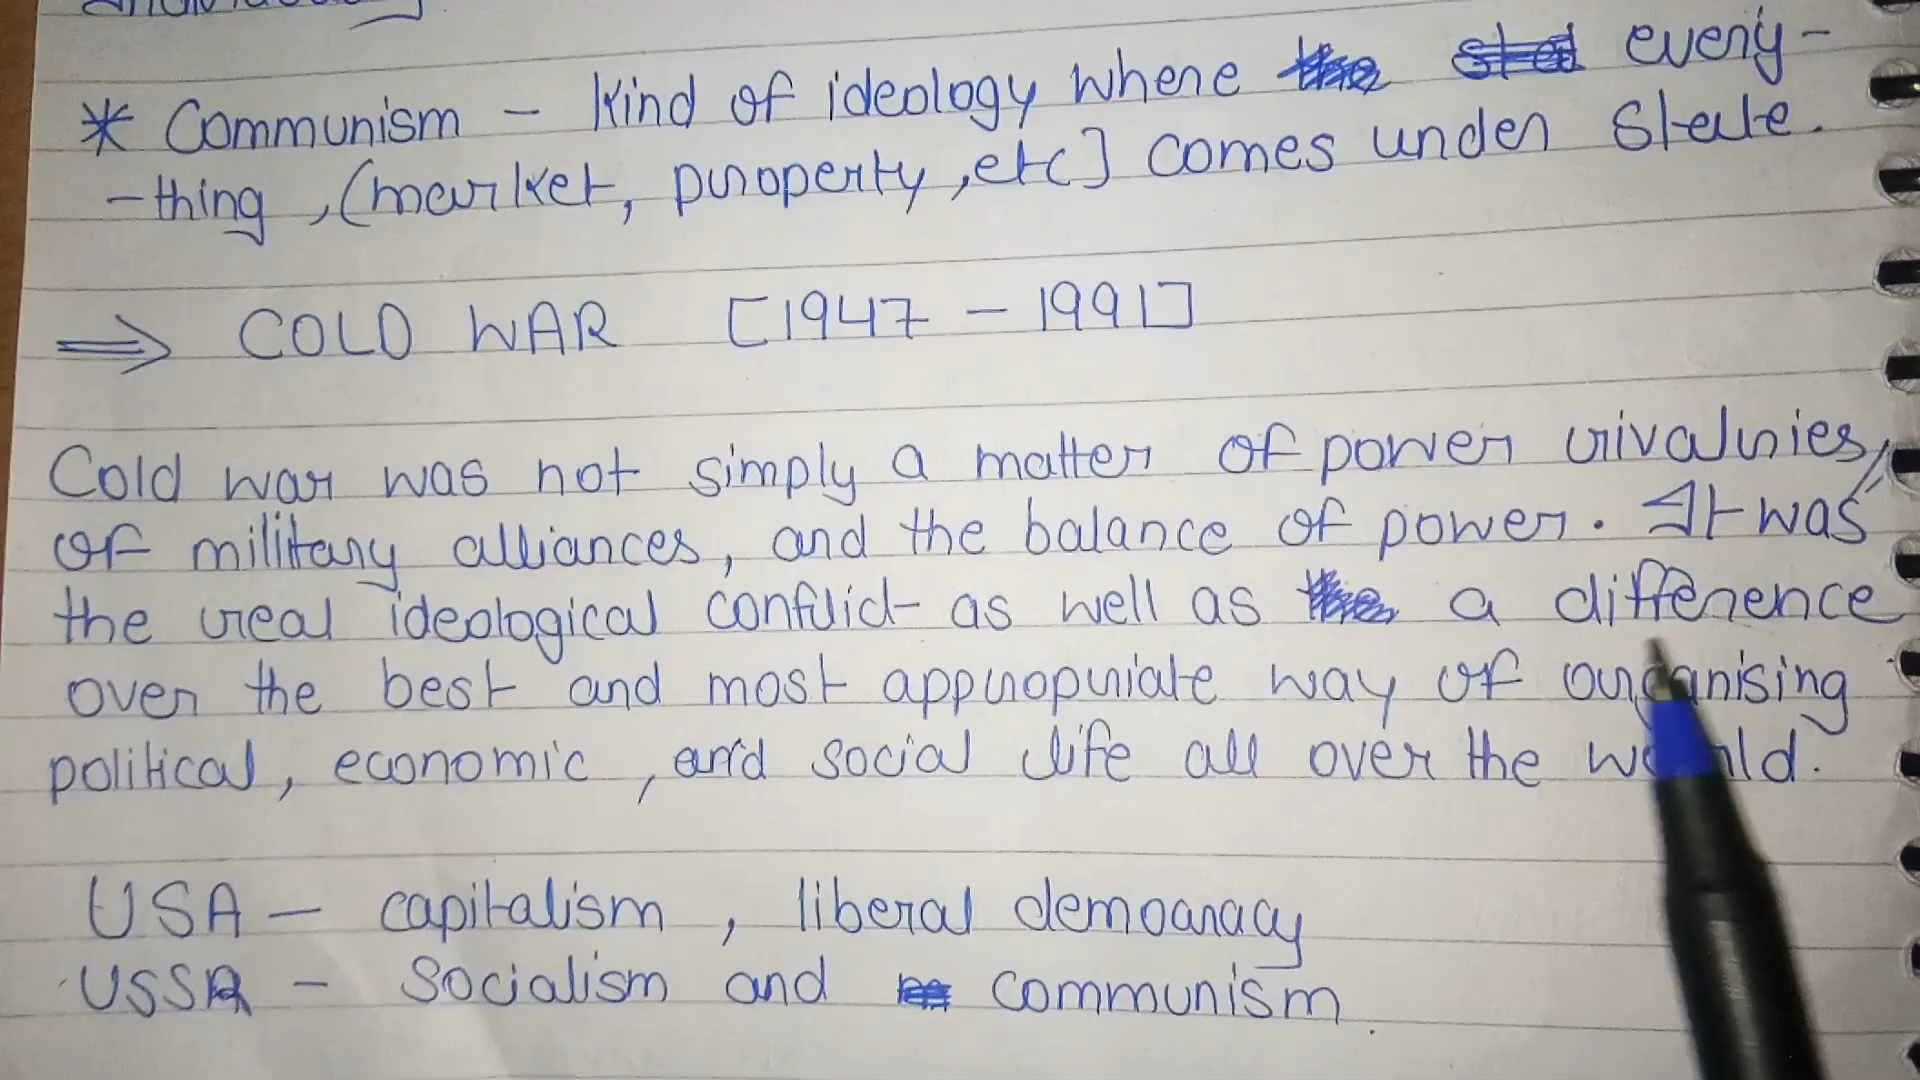 * Communism - kind of ideology where every-
-thing, (market, property, etc] comes under state.
⇒ COLD WAR [1947 - 1991]
Cold war was not simply a matter of power rivalries,
of military alliances, and the balance of power. It was
the real ideological conflict as well as a difference
over the best and most appropriate way of organising
political, economic, and social life all over the world.
USA - capitalism, liberal democracy
USSR - Socialism and communism.